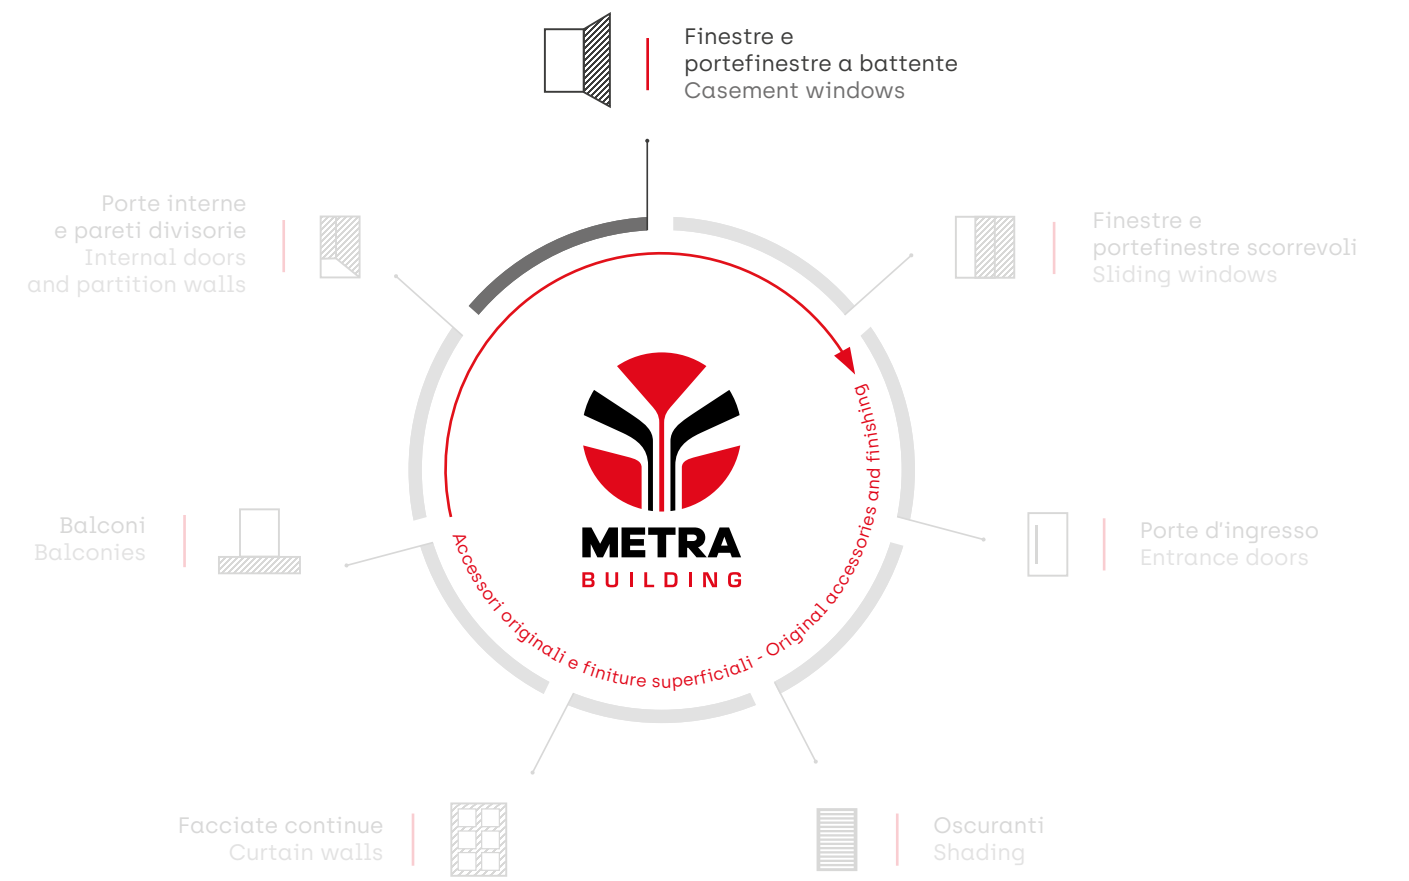 Finestre e
portefinestre a battente
Casement windows
Finestre e
portefinestre scorrevoli
Sliding windows
Porte d'ingresso
Entrance doors
Oscuranti
Shading
Facciate continue
Curtain walls
Balconi
Balconies
Porte interne
e pareti divisorie
Internal doors
and partition walls
METRA
BUILDING
Accessori originali e finiture superficiali - Original accessories and finishing